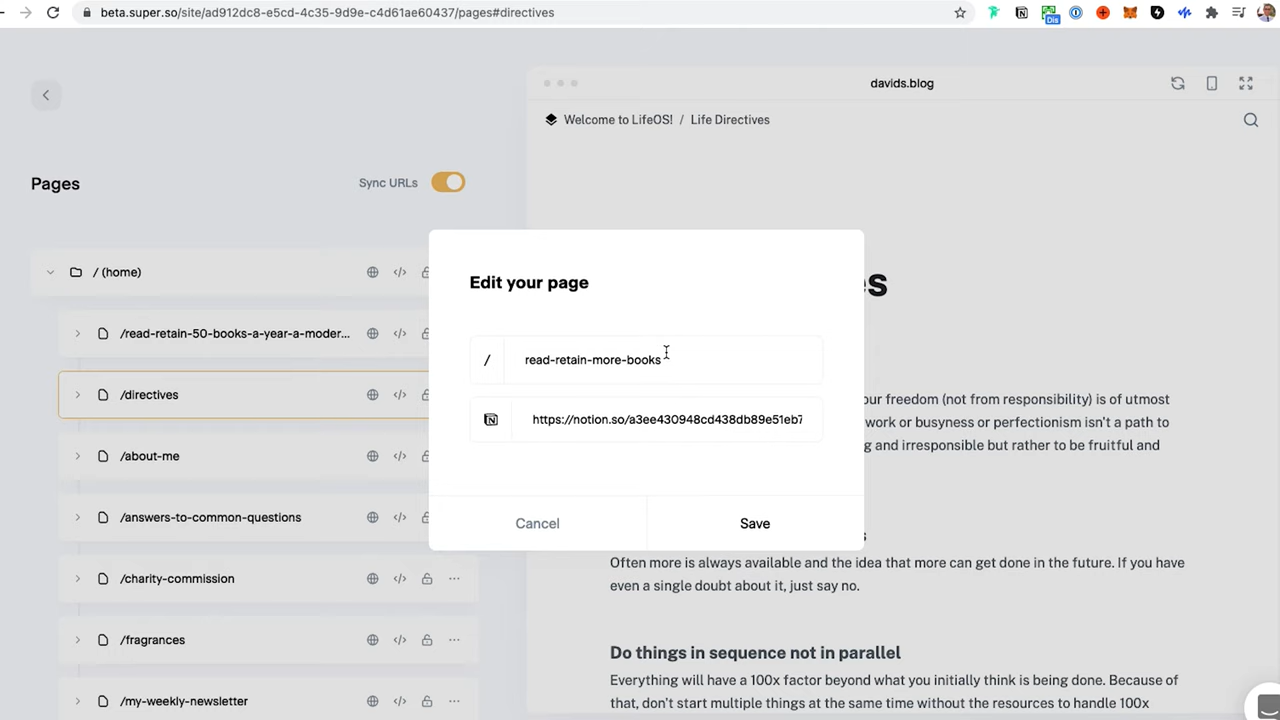 beta.super.so/site/ad912dc8-e5cd-4c35-9d9e-c4d61ae60437/pages#directives
Dis
davids.blog
Welcome to LifeOS! / Life Directives
Pages
Sync URLs
/ (home)
/read-retain-50-books-a-year-a-moder...
/directives
/about-me
/answers-to-common-questions
/charity-commission
/fragrances
/my-weekly-newsletter
Edit your page
/ read-retain-more-books
https://notion.so/a3ee430948cd438db89e51eb7
Cancel
Save
es
our freedom (not from responsibility) is of utmost
work or busyness or perfectionism isn't a path to
g and irresponsible but rather to be fruitful and
s
Often more is always available and the idea that more can get done in the future. If you have
even a single doubt about it, just say no.
Do things in sequence not in parallel
Everything will have a 100x factor beyond what you initially think is being done. Because of
that, don't start multiple things at the same time without the resources to handle 100x